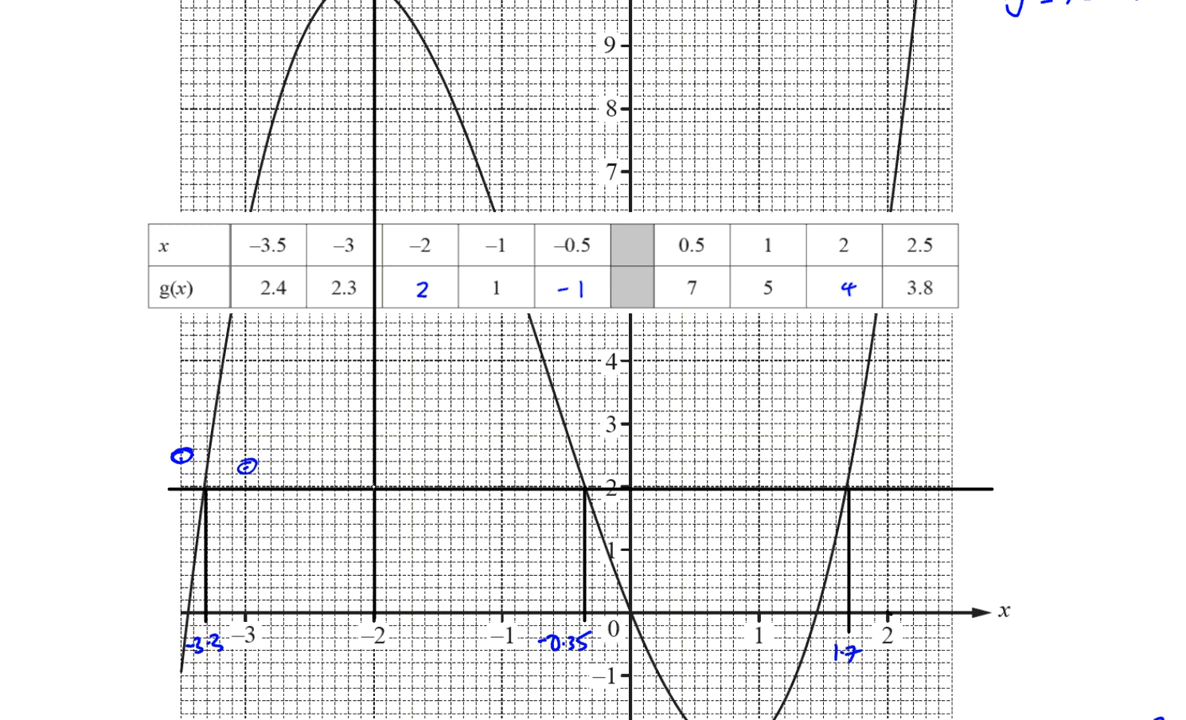 y =
9
8
7
x –3.5 –3 –2 –1 –0.5 0.5 1 2 2.5
g(x) 2.4 2.3 2 1 -1 7 5 4 3.8
4
3
2
1
x
–3 –2 –1 0 1 2
-3.3 -0.35 1.7
–1